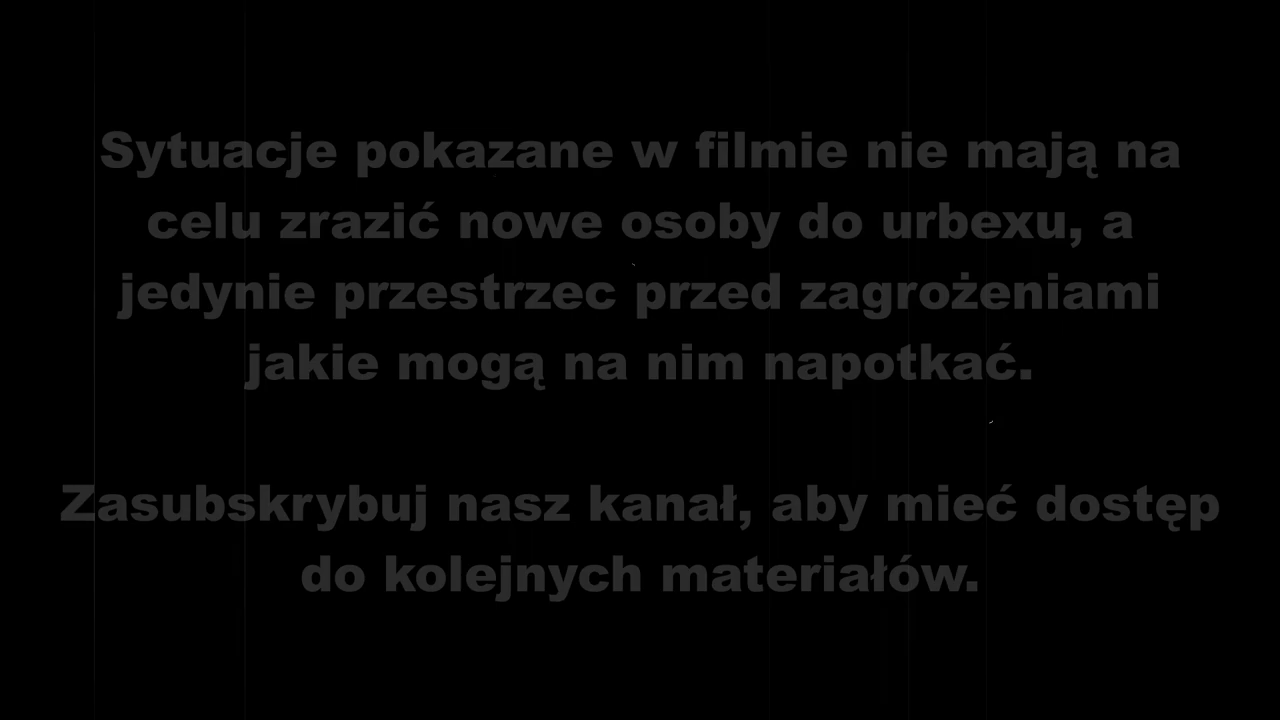 Sytuacje pokazane w filmie nie mają na
celu zrazić nowe osoby do urbexu, a
jedynie przestrzec przed zagrożeniami
jakie mogą na nim napotkać.
Zasubskrybuj nasz kanał, aby mieć dostęp
do kolejnych materiałów.